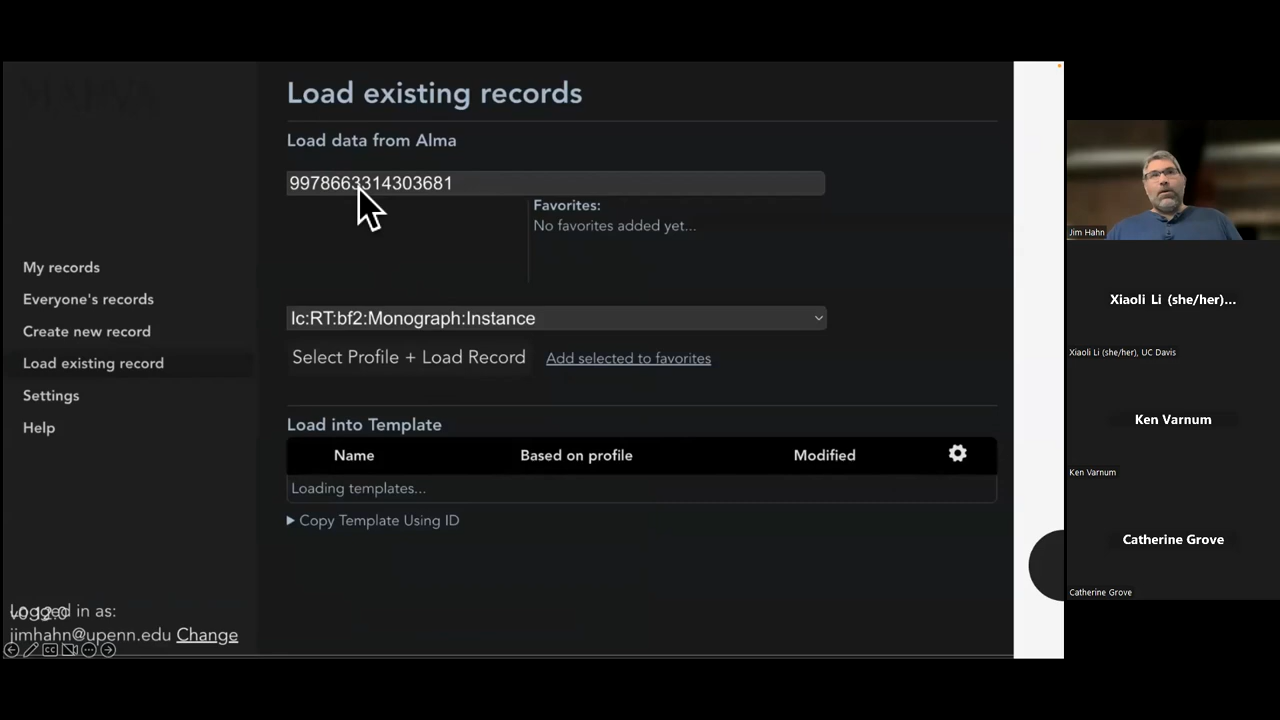 Load existing records
Load data from Alma
9978663314303681
Favorites:
No favorites added yet...
My records
Everyone's records
Create new record
Load existing record
Settings
Help
lc:RT:bf2:Monograph:Instance
Select Profile + Load Record
Add selected to favorites
Load into Template
Name Based on profile Modified
Loading templates...
Copy Template Using ID
Logged in as:
v0.12.0
jimhahn@upenn.edu Change
Jim Hahn
Xiaoli Li (she/her)...
Xiaoli Li (she/her), UC Davis
Ken Varnum
Ken Varnum
Catherine Grove
Catherine Grove